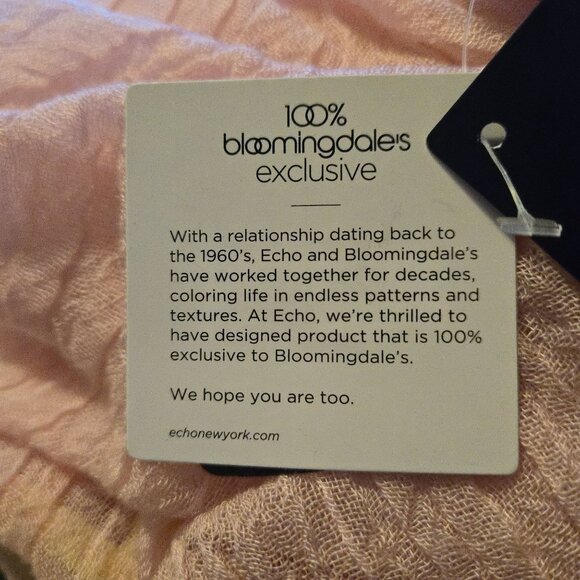 100%
bloomingdale's
exclusive
With a relationship dating back to
the 1960's, Echo and Bloomingdale's
have worked together for decades,
coloring life in endless patterns and
textures. At Echo, we're thrilled to
have designed product that is 100%
exclusive to Bloomingdale's.
We hope you are too.
echonewyork.com